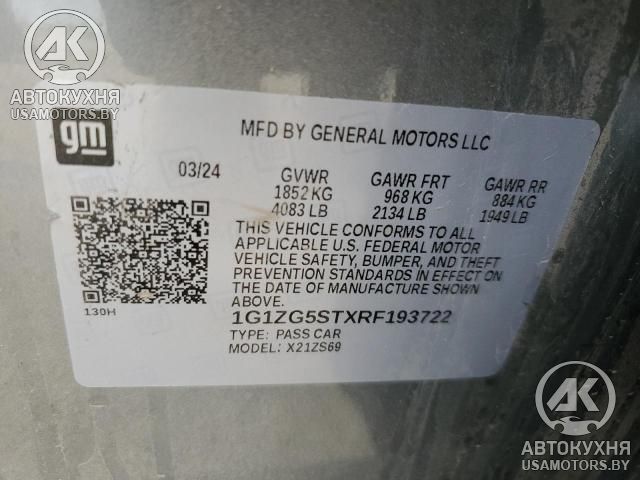 АВТОКУХНЯ
USAMOTORS.BY
gm
MFD BY GENERAL MOTORS LLC
03/24 GVWR GAWR FRT GAWR RR
1852 KG 968 KG 884 KG
4083 LB 2134 LB 1949 LB
THIS VEHICLE CONFORMS TO ALL
APPLICABLE U.S. FEDERAL MOTOR
VEHICLE SAFETY, BUMPER, AND THEFT
PREVENTION STANDARDS IN EFFECT ON
THE DATE OF MANUFACTURE SHOWN
ABOVE.
130H
1G1ZG5STXRF193722
TYPE: PASS CAR
MODEL: X21ZS69
АВТОКУХНЯ
USAMOTORS.BY